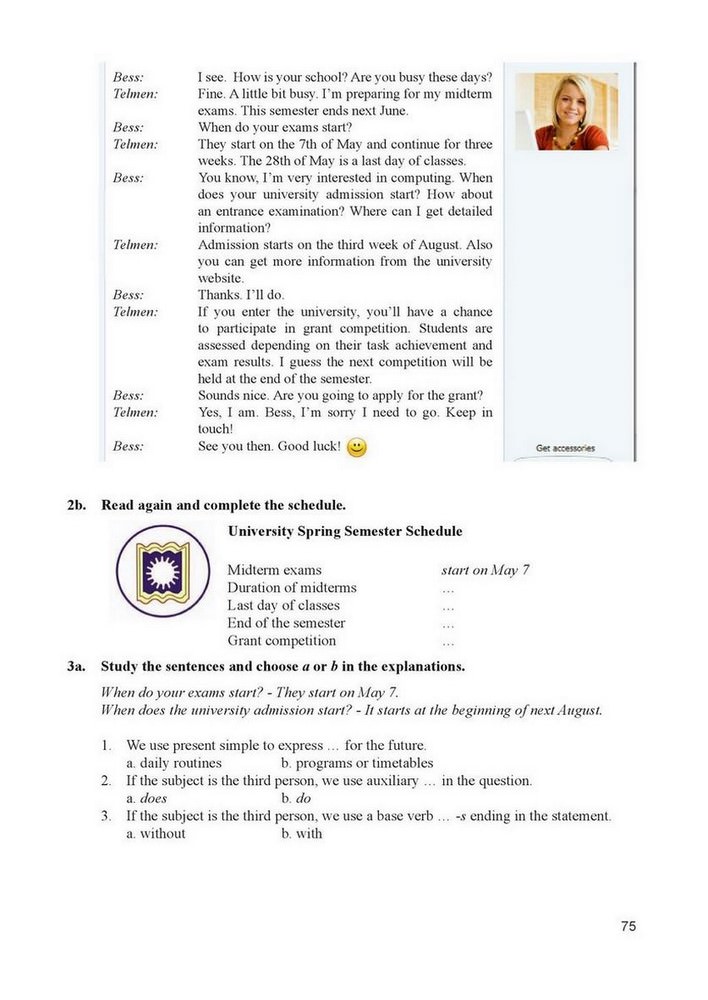 Bess: I see. How is your school? Are you busy these days?
Telmen: Fine. A little bit busy. I'm preparing for my midterm
exams. This semester ends next June.
Bess: When do your exams start?
Telmen: They start on the 7th of May and continue for three
weeks. The 28th of May is a last day of classes.
Bess: You know, I'm very interested in computing. When
does your university admission start? How about
an entrance examination? Where can I get detailed
information?
Telmen: Admission starts on the third week of August. Also
you can get more information from the university
website.
Bess: Thanks. I'll do.
Telmen: If you enter the university, you'll have a chance
to participate in grant competition. Students are
assessed depending on their task achievement and
exam results. I guess the next competition will be
held at the end of the semester.
Bess: Sounds nice. Are you going to apply for the grant?
Telmen: Yes, I am. Bess, I'm sorry I need to go. Keep in
touch!
Bess: See you then. Good luck!
Get accessories
2b. Read again and complete the schedule.
University Spring Semester Schedule
Midterm exams start on May 7
Duration of midterms ...
Last day of classes ...
End of the semester ...
Grant competition ...
3a. Study the sentences and choose a or b in the explanations.
When do your exams start? - They start on May 7.
When does the university admission start? - It starts at the beginning of next August.
1. We use present simple to express ... for the future.
a. daily routines b. programs or timetables
2. If the subject is the third person, we use auxiliary ... in the question.
a. does b. do
3. If the subject is the third person, we use a base verb ... -s ending in the statement.
a. without b. with
75